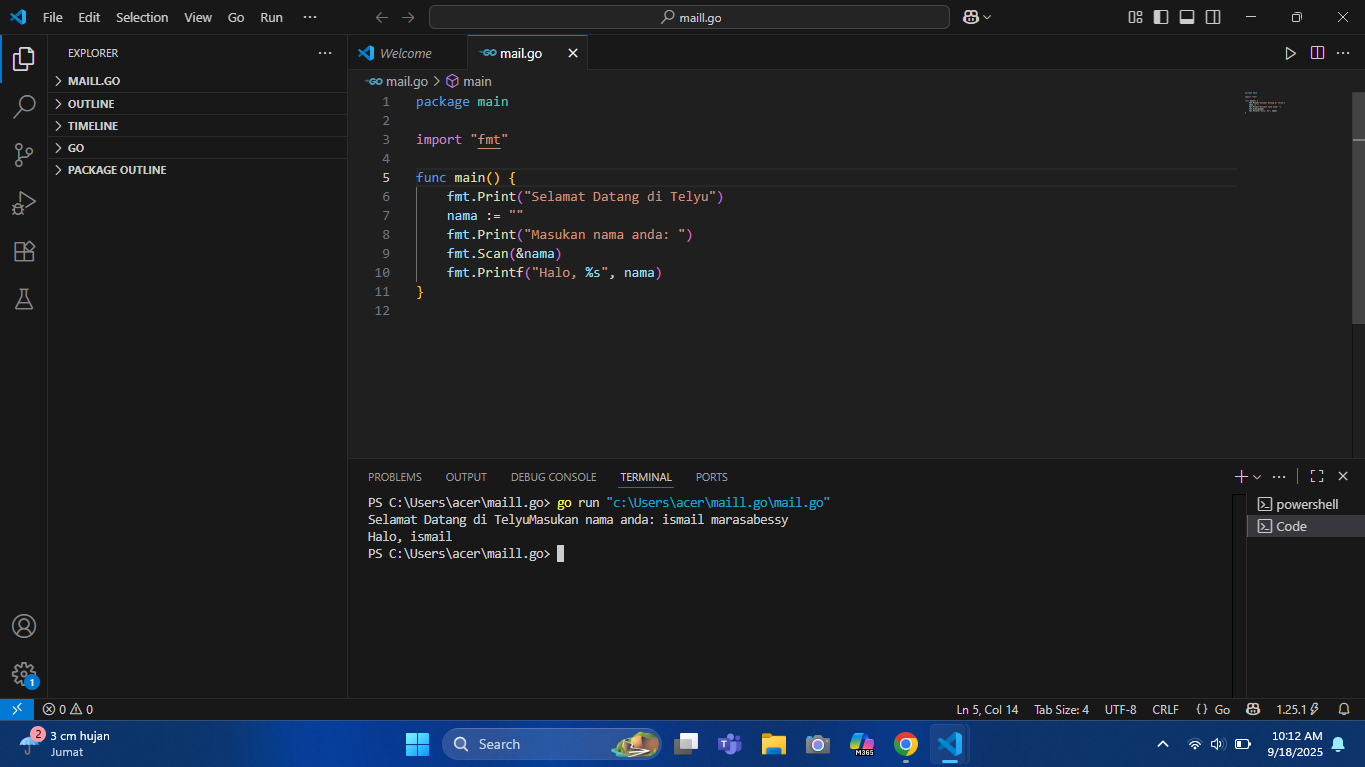 File Edit Selection View Go Run ···
maill.go
EXPLORER
MAILL.GO
OUTLINE
TIMELINE
GO
PACKAGE OUTLINE
Welcome
mail.go
mail.go > main
1 package main
2
3 import "fmt"
4
5 func main() {
6 fmt.Print("Selamat Datang di Telyu")
7 nama := ""
8 fmt.Print("Masukan nama anda: ")
9 fmt.Scan(&nama)
10 fmt.Printf("Halo, %s", nama)
11 }
12
PROBLEMS OUTPUT DEBUG CONSOLE TERMINAL PORTS
PS C:\Users\acer\maill.go> go run "c:\Users\acer\maill.go\mail.go"
Selamat Datang di TelyuMasukan nama anda: ismail marasabessy
Halo, ismail
PS C:\Users\acer\maill.go>
powershell
Code
1
0 0
Ln 5, Col 14 Tab Size: 4 UTF-8 CRLF {} Go 1.25.1
2
3 cm hujan
Jumat
Search
M365
10:12 AM
9/18/2025